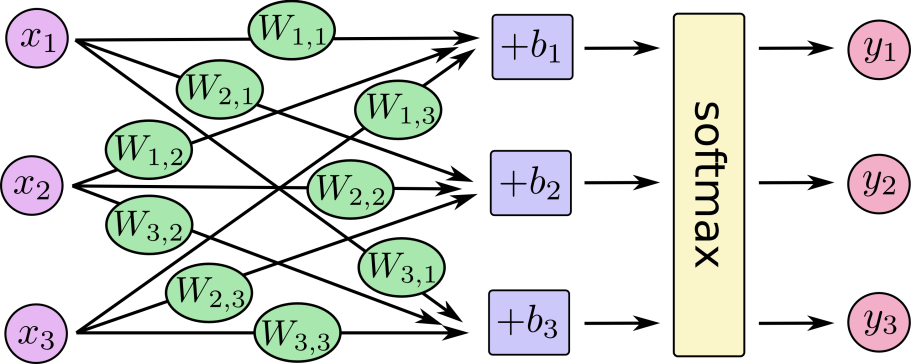 x₁
W₁,₁
+b₁
y₁
W₂,₁
W₁,₃
W₁,₂
x₂
W₂,₂
+b₂
softmax
y₂
W₃,₂
W₃,₁
W₂,₃
x₃
W₃,₃
+b₃
y₃